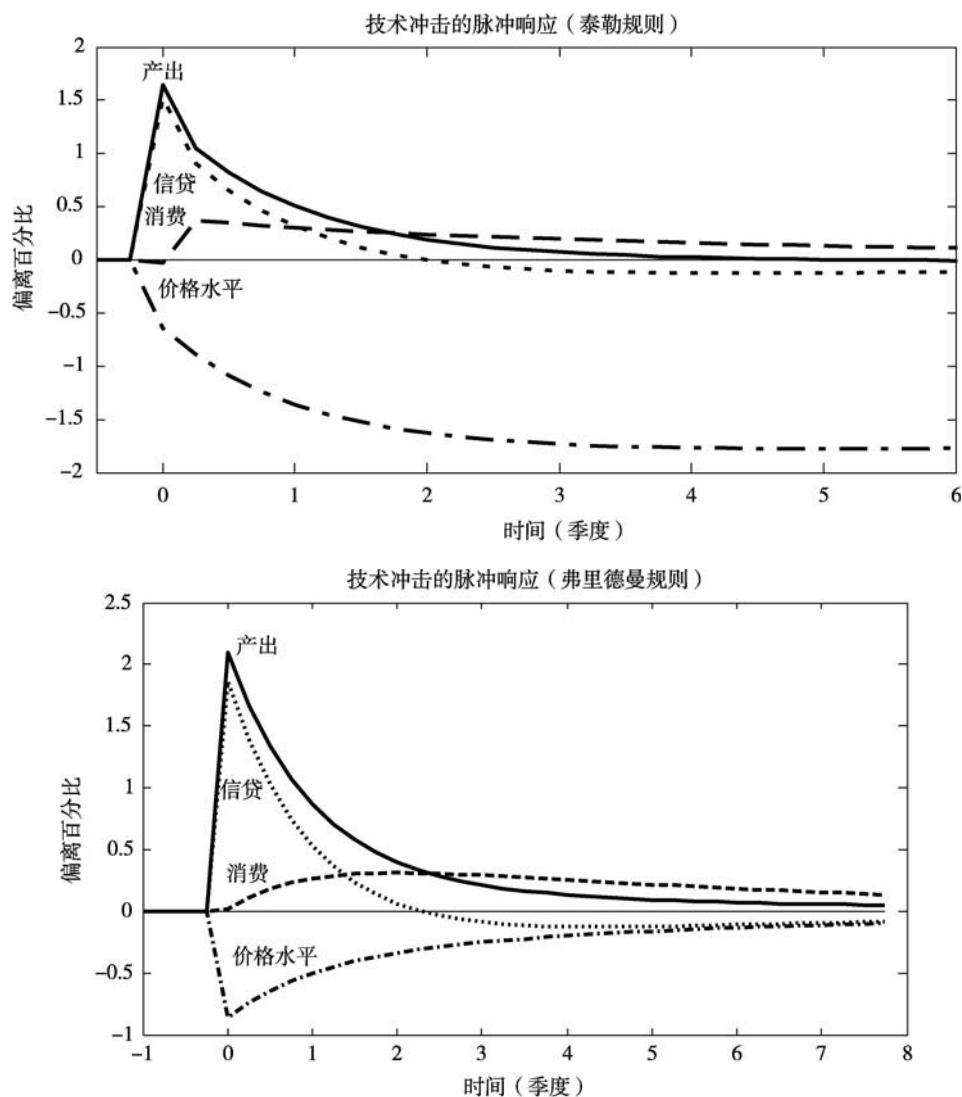 技术冲击的脉冲响应（泰勒规则）
2
1.5
1
0.5
0
−0.5
−1
−1.5
−2
偏离百分比
产出
信贷
消费
价格水平
0 1 2 3 4 5 6
时间（季度）
技术冲击的脉冲响应（弗里德曼规则）
2.5
2
1.5
1
0.5
0
−0.5
−1
偏离百分比
产出
信贷
消费
价格水平
-1 0 1 2 3 4 5 6 7 8
时间（季度）